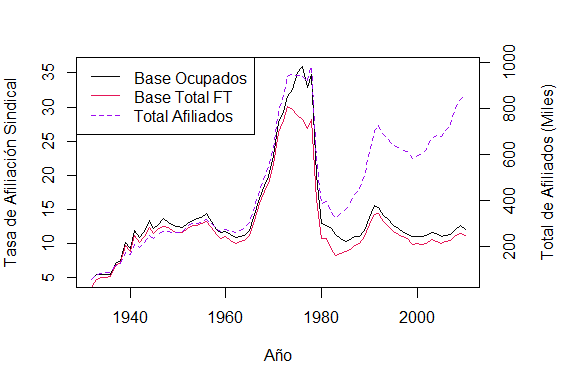 Base Ocupados
Base Total FT
Total Afiliados
Tasa de Afiliación Sindical
5
10
15
20
25
30
35
Total de Afiliados (Miles)
200
400
600
800
1000
1940
1960
1980
2000
Año